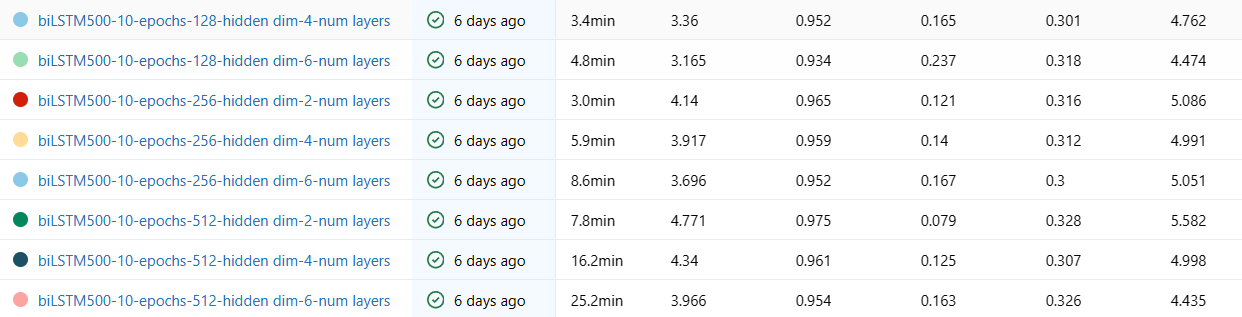 biLSTM500-10-epochs-128-hidden dim-4-num layers 6 days ago 3.4min 3.36 0.952 0.165 0.301 4.762
biLSTM500-10-epochs-128-hidden dim-6-num layers 6 days ago 4.8min 3.165 0.934 0.237 0.318 4.474
biLSTM500-10-epochs-256-hidden dim-2-num layers 6 days ago 3.0min 4.14 0.965 0.121 0.316 5.086
biLSTM500-10-epochs-256-hidden dim-4-num layers 6 days ago 5.9min 3.917 0.959 0.14 0.312 4.991
biLSTM500-10-epochs-256-hidden dim-6-num layers 6 days ago 8.6min 3.696 0.952 0.167 0.3 5.051
biLSTM500-10-epochs-512-hidden dim-2-num layers 6 days ago 7.8min 4.771 0.975 0.079 0.328 5.582
biLSTM500-10-epochs-512-hidden dim-4-num layers 6 days ago 16.2min 4.34 0.961 0.125 0.307 4.998
biLSTM500-10-epochs-512-hidden dim-6-num layers 6 days ago 25.2min 3.966 0.954 0.163 0.326 4.435